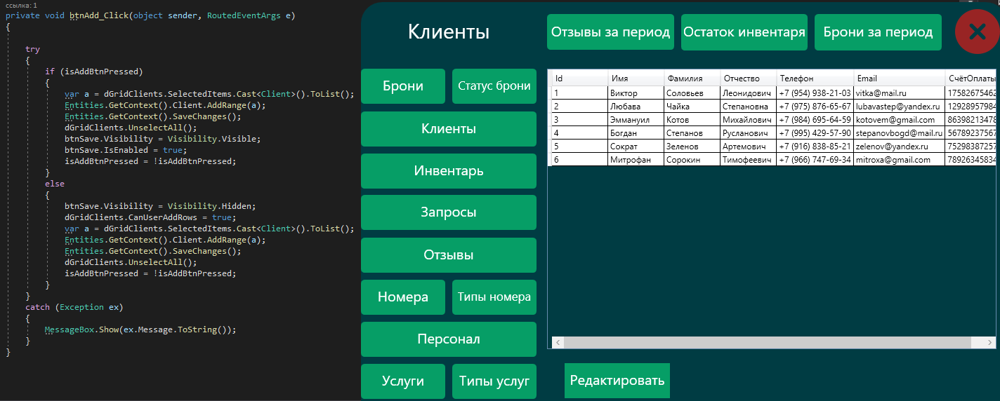 ссылка: 1
private void btnAdd_Click(object sender, RoutedEventArgs e)
{
try
{
if (isAddBtnPressed)
{
var a = dGridClients.SelectedItems.Cast<Client>().ToList();
Entities.GetContext().Client.AddRange(a);
Entities.GetContext().SaveChanges();
dGridClients.UnselectAll();
btnSave.Visibility = Visibility.Visible;
btnSave.IsEnabled = true;
isAddBtnPressed = !isAddBtnPressed;
}
else
{
btnSave.Visibility = Visibility.Hidden;
dGridClients.CanUserAddRows = true;
var a = dGridClients.SelectedItems.Cast<Client>().ToList();
Entities.GetContext().Client.AddRange(a);
Entities.GetContext().SaveChanges();
dGridClients.UnselectAll();
isAddBtnPressed = !isAddBtnPressed;
}
}
catch (Exception ex)
{
MessageBox.Show(ex.Message.ToString());
}
}
Клиенты
Отзывы за период Остаток инвентаря Брони за период
Брони Статус брони
Клиенты
Инвентарь
Запросы
Отзывы
Номера Типы номера
Персонал
Услуги Типы услуг
Id Имя Фамилия Отчество Телефон Email СчётОплаты
1 Виктор Соловьев Леонидович +7 (954) 938-21-03 vitka@mail.ru 17582675462
2 Любава Чайка Степановна +7 (975) 876-65-67 lubavastep@yandex.ru 12928957984
3 Эммануил Котов Михайлович +7 (984) 695-64-59 kotovem@gmail.com 86398213478
4 Богдан Степанов Русланович +7 (995) 429-57-90 stepanovbogd@mail.ru 56789237567
5 Сократ Зеленов Артемович +7 (916) 838-85-21 zelenov@yandex.ru 75298387257
6 Митрофан Сорокин Тимофеевич +7 (966) 747-69-34 mitroxa@gmail.com 78926345834
Редактировать